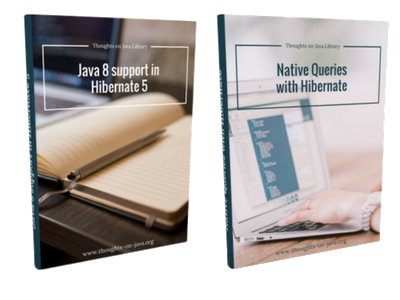 Thoughts on Java Library
Java 8 support in
Hibernate 5
www.thoughts-on-java.org
Thoughts on Java Library
Native Queries
with Hibernate
www.thoughts-on-java.org